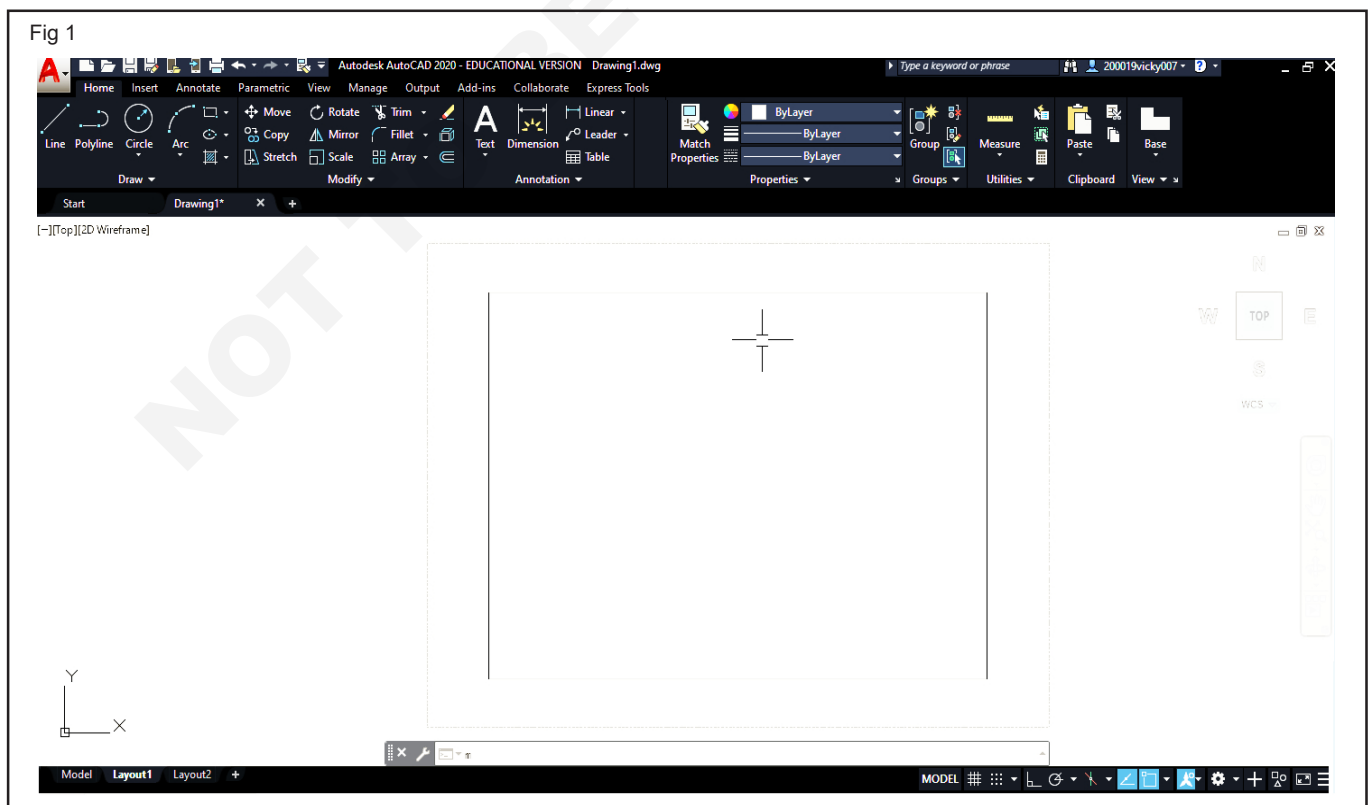 Fig 1
Autodesk AutoCAD 2020 - EDUCATIONAL VERSION Drawing1.dwg
Type a keyword or phrase
200019vicky007
Home Insert Annotate Parametric View Manage Output Add-ins Collaborate Express Tools
Move Rotate Trim Linear ByLayer
Copy Mirror Fillet Leader ByLayer
Stretch Scale Array Table ByLayer
Line Polyline Circle Arc Text Dimension Match Properties Group Measure Paste Base
Draw Modify Annotation Properties Groups Utilities Clipboard View
Start Drawing1*
[−][Top][2D Wireframe]
N
W TOP E
S
WCS
NOT
Y
X
Model Layout1 Layout2 +
MODEL